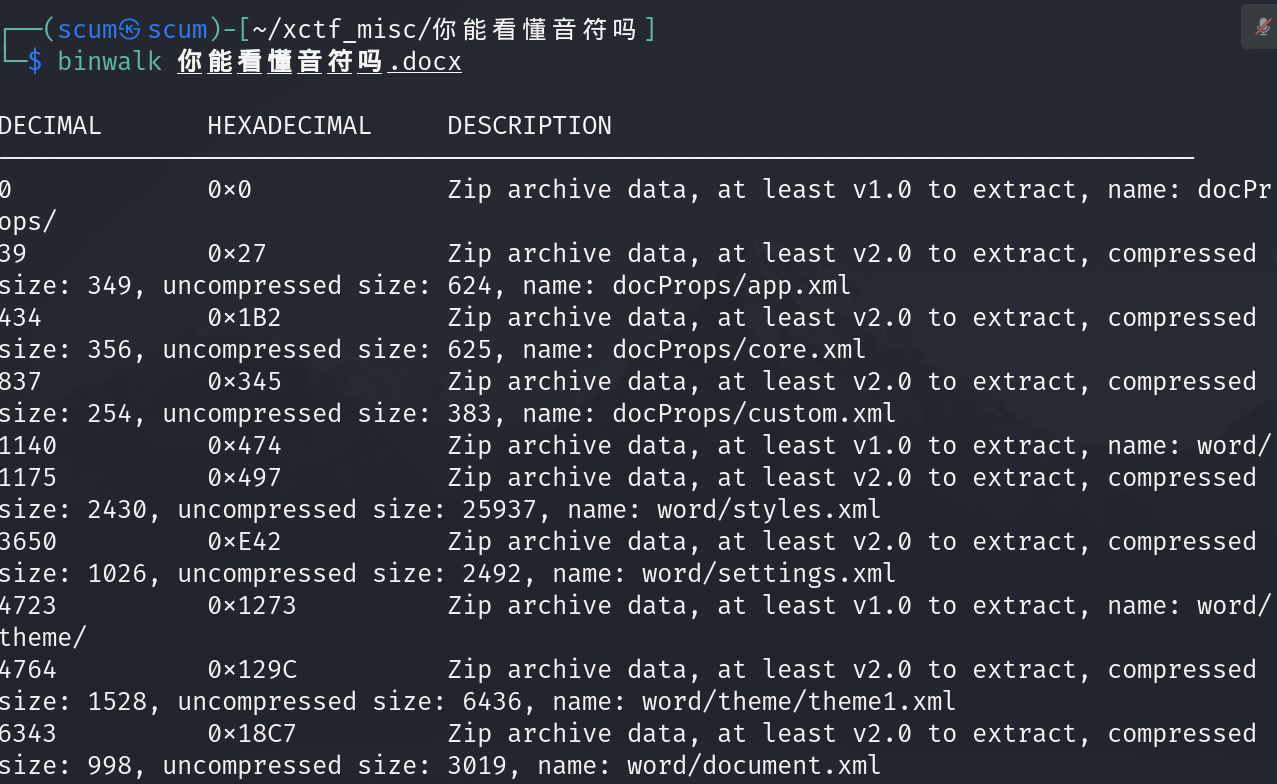 ┌──(scum㉿scum)-[~/xctf_misc/你能看懂音符吗]
└─$ binwalk 你能看懂音符吗.docx
DECIMAL       HEXADECIMAL     DESCRIPTION
0             0×0             Zip archive data, at least v1.0 to extract, name: docPr
ops/
39            0×27            Zip archive data, at least v2.0 to extract, compressed
size: 349, uncompressed size: 624, name: docProps/app.xml
434           0×1B2           Zip archive data, at least v2.0 to extract, compressed
size: 356, uncompressed size: 625, name: docProps/core.xml
837           0×345           Zip archive data, at least v2.0 to extract, compressed
size: 254, uncompressed size: 383, name: docProps/custom.xml
1140          0×474           Zip archive data, at least v1.0 to extract, name: word/
1175          0×497           Zip archive data, at least v2.0 to extract, compressed
size: 2430, uncompressed size: 25937, name: word/styles.xml
3650          0×E42           Zip archive data, at least v2.0 to extract, compressed
size: 1026, uncompressed size: 2492, name: word/settings.xml
4723          0×1273          Zip archive data, at least v1.0 to extract, name: word/
theme/
4764          0×129C          Zip archive data, at least v2.0 to extract, compressed
size: 1528, uncompressed size: 6436, name: word/theme/theme1.xml
6343          0×18C7          Zip archive data, at least v2.0 to extract, compressed
size: 998, uncompressed size: 3019, name: word/document.xml